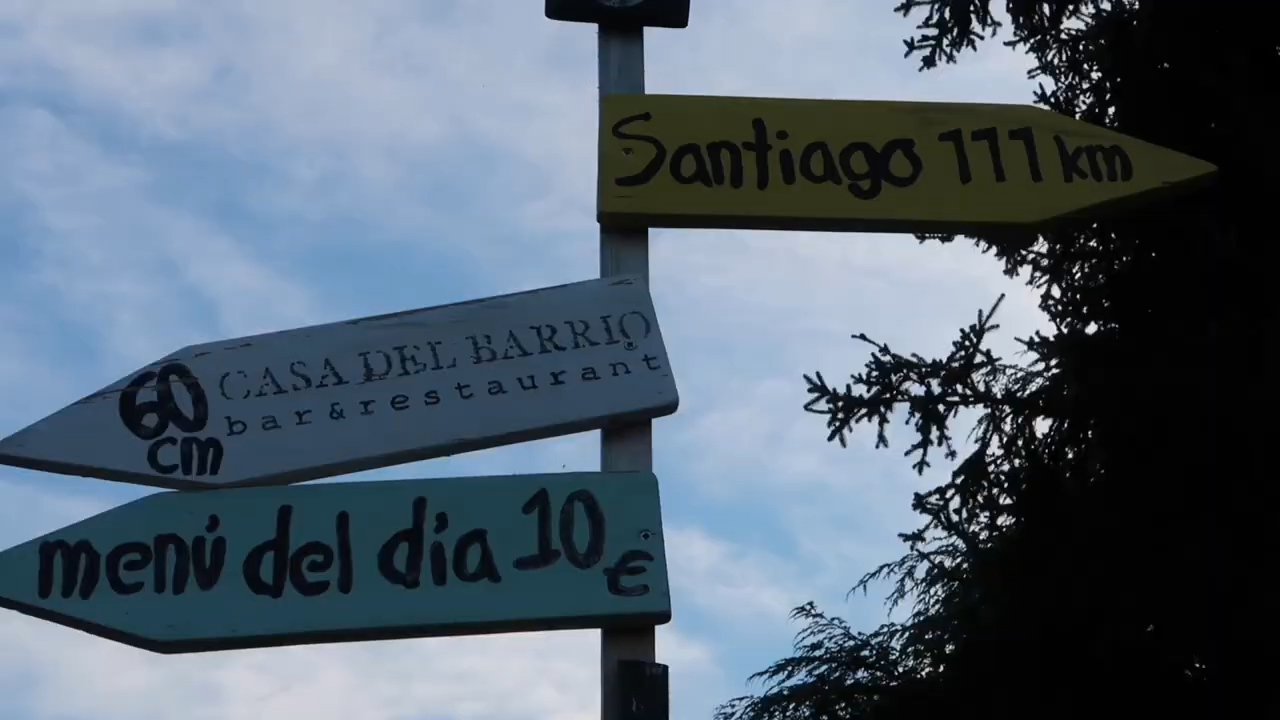 Santiago 111 km
60 cm
CASA DEL BARRIO
bar&restaurant
menú del día 10 €